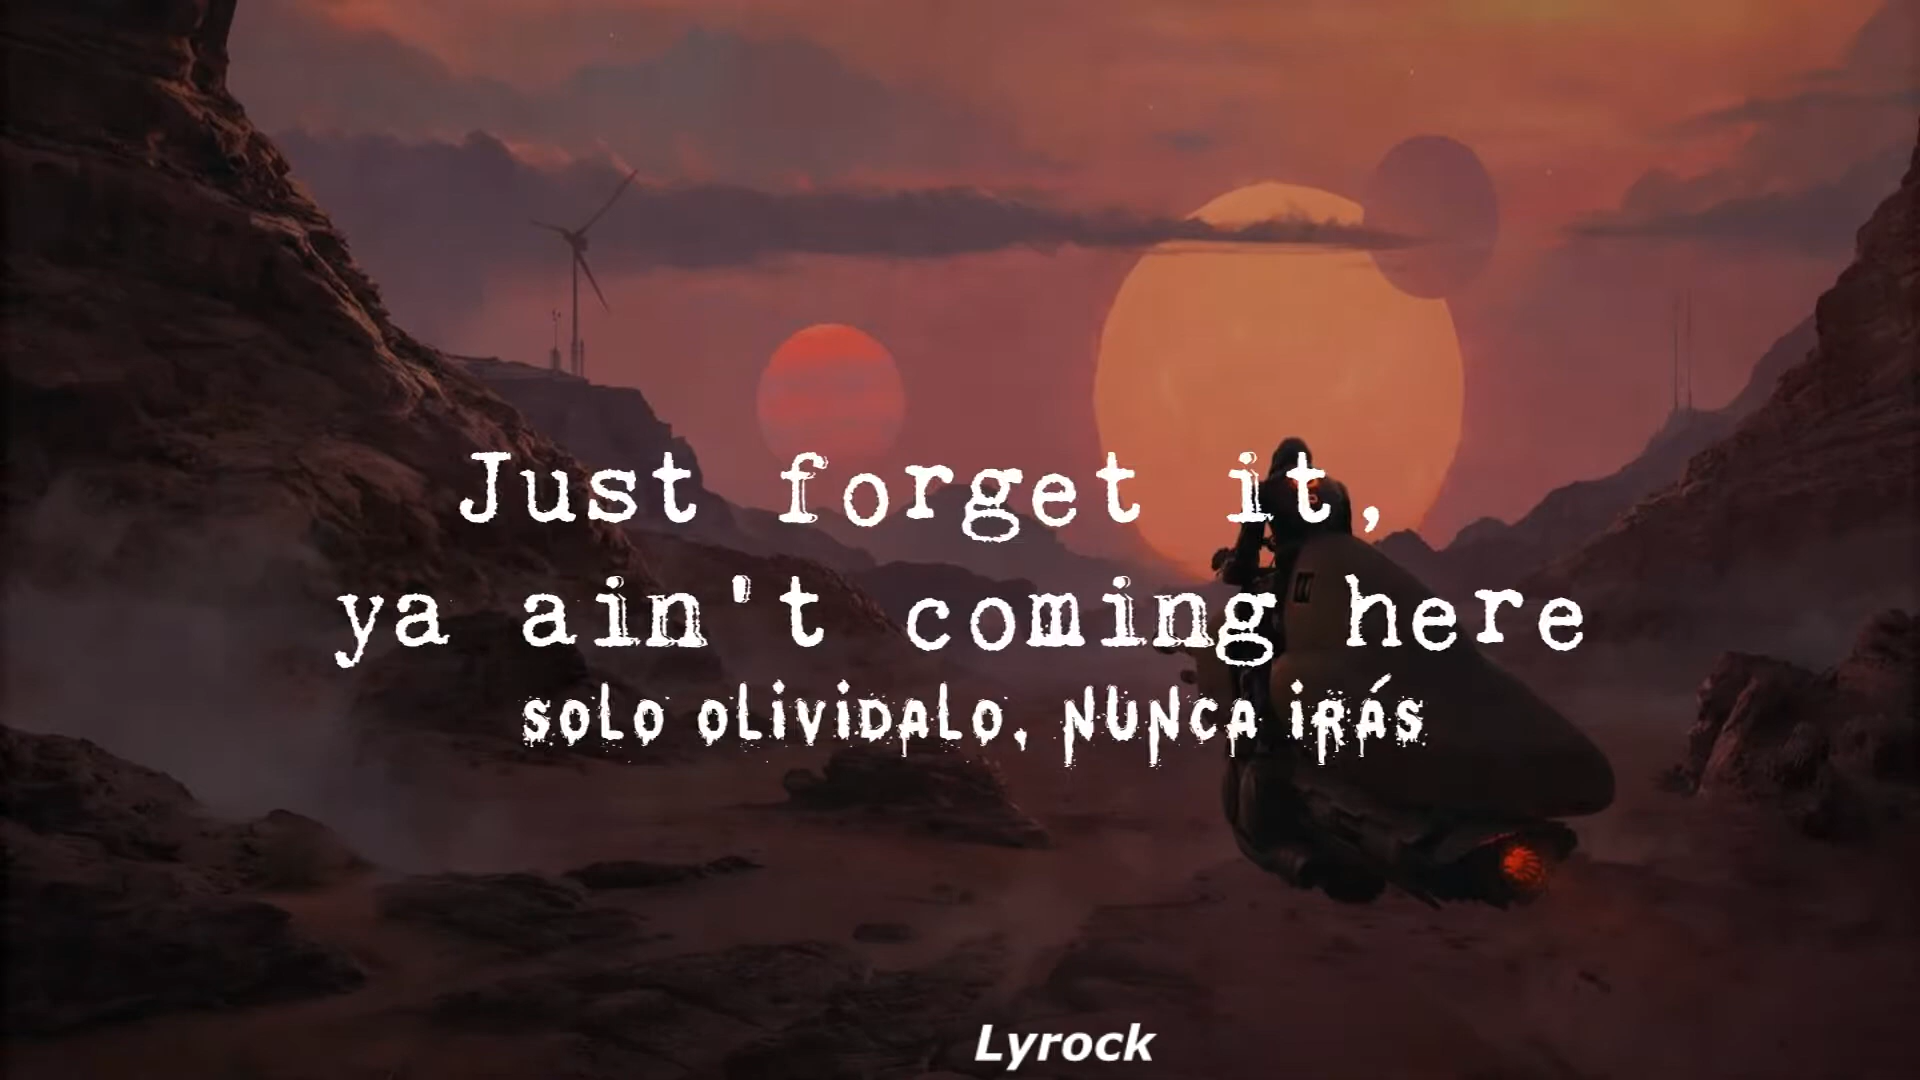 Just forget it,
ya ain't coming here
SOLO OLIVIDALO, NUNCA IRÁS
Lyrock